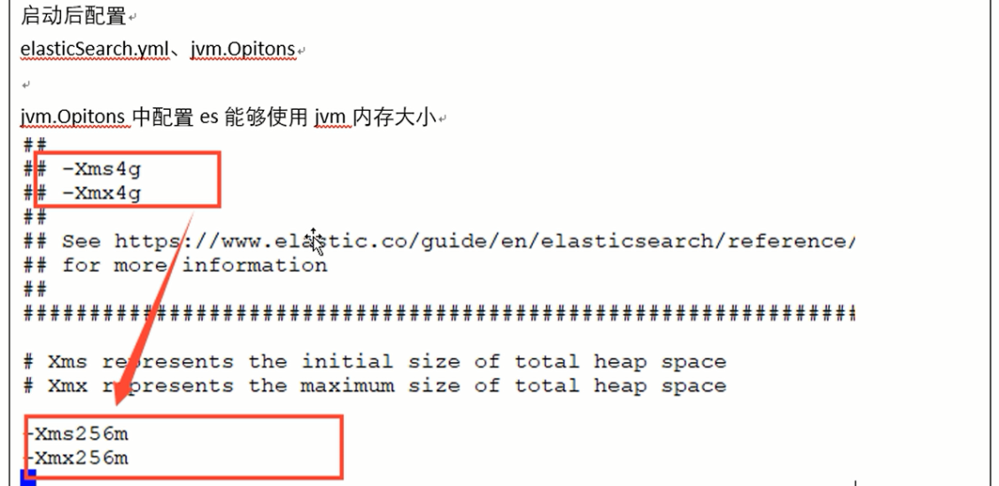 启动后配置
elasticSearch.yml、jvm.Opitons
jvm.Opitons 中配置 es 能够使用 jvm 内存大小
##
## -Xms4g
## -Xmx4g
##
## See https://www.elastic.co/guide/en/elasticsearch/reference/
## for more information
##
################################################################
# Xms represents the initial size of total heap space
# Xmx represents the maximum size of total heap space
-Xms256m
-Xmx256m